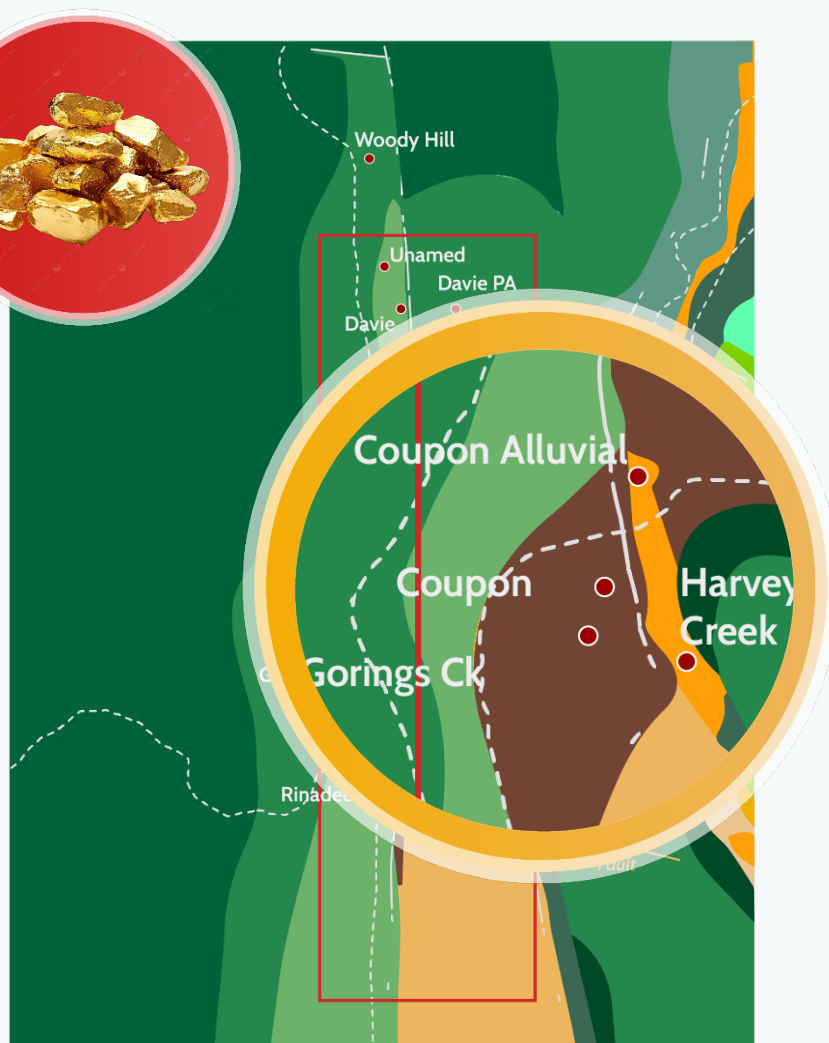 Woody Hill
Unamed
Davie PA
Davie
Coupon Alluvial
Coupon
Harvey
Creek
Gorings Ck